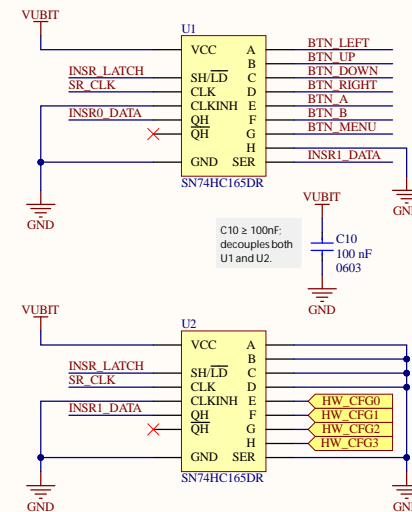 VUBIT
U1
VCC A BTN_LEFT
B BTN_UP
INSR_LATCH SH/LD C BTN_DOWN
SR_CLK CLK D BTN_RIGHT
CLKINH E BTN_A
INSR0_DATA QH F BTN_B
QH G BTN_MENU
H
GND SER INSR1_DATA
SN74HC165DR
GND
GND
VUBIT
C10 ≥ 100nF;
decouples both
U1 and U2.
C10
100 nF
0603
GND
VUBIT
U2
VCC A
B
INSR_LATCH SH/LD C
SR_CLK CLK D
CLKINH E HW_CFG0
INSR1_DATA QH F HW_CFG1
QH G HW_CFG2
H HW_CFG3
GND SER
SN74HC165DR
GND
GND